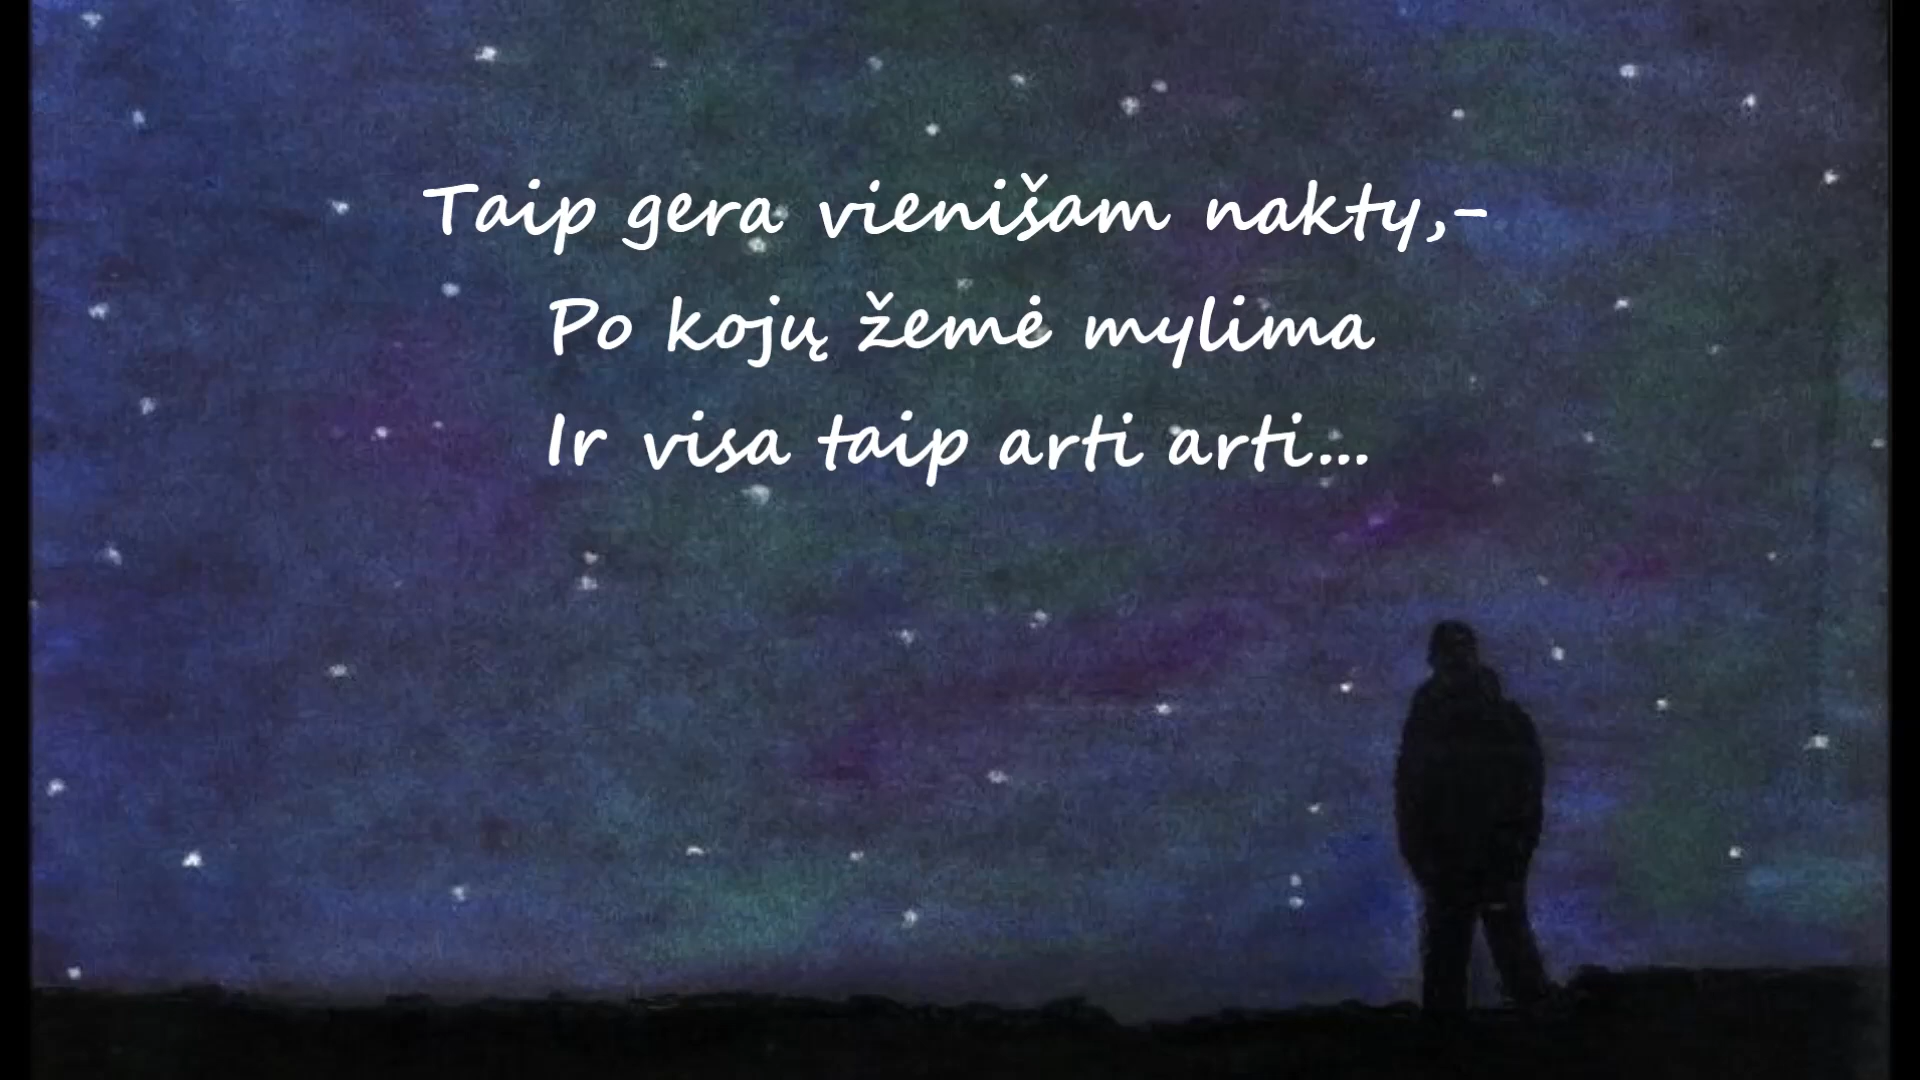 Taip gera vienišam nakty,-
Po kojų žemė mylima
Ir visa taip arti arti...